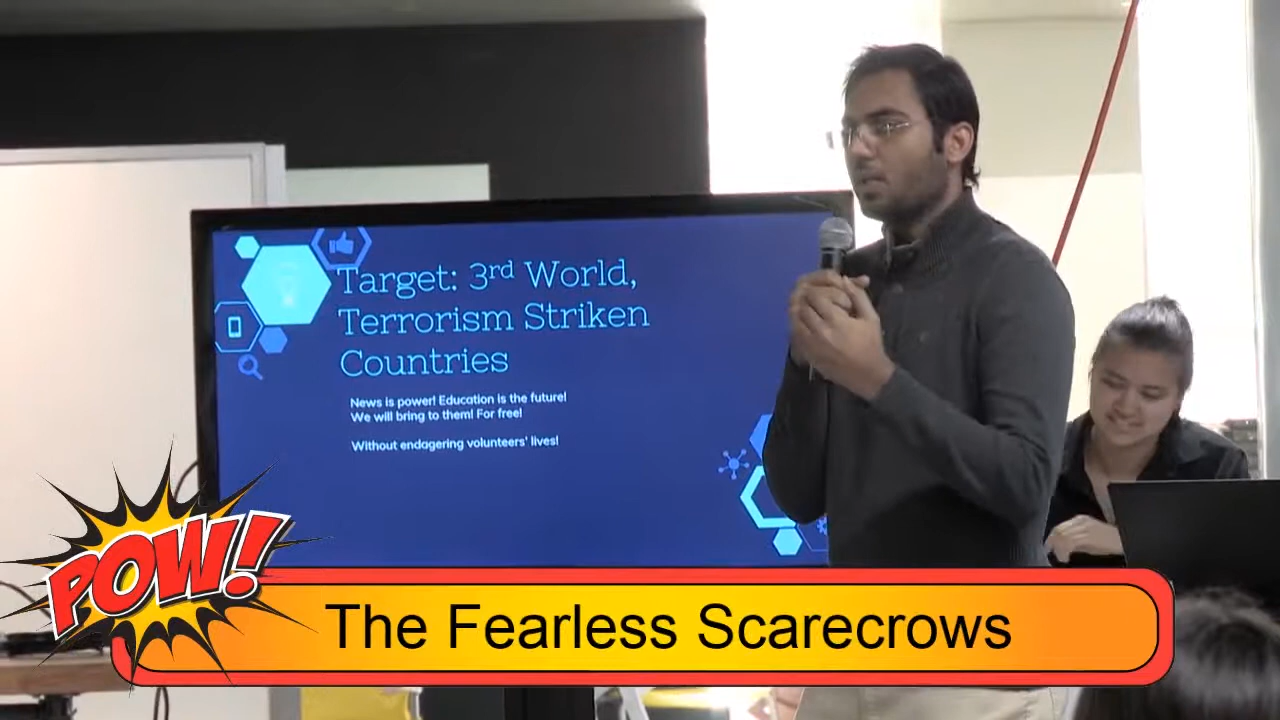 Target: 3rd World,
Terrorism Striken
Countries
News is power! Education is the future!
We will bring to them! For free!
Without endagering volunteers' lives!
POW!
The Fearless Scarecrows